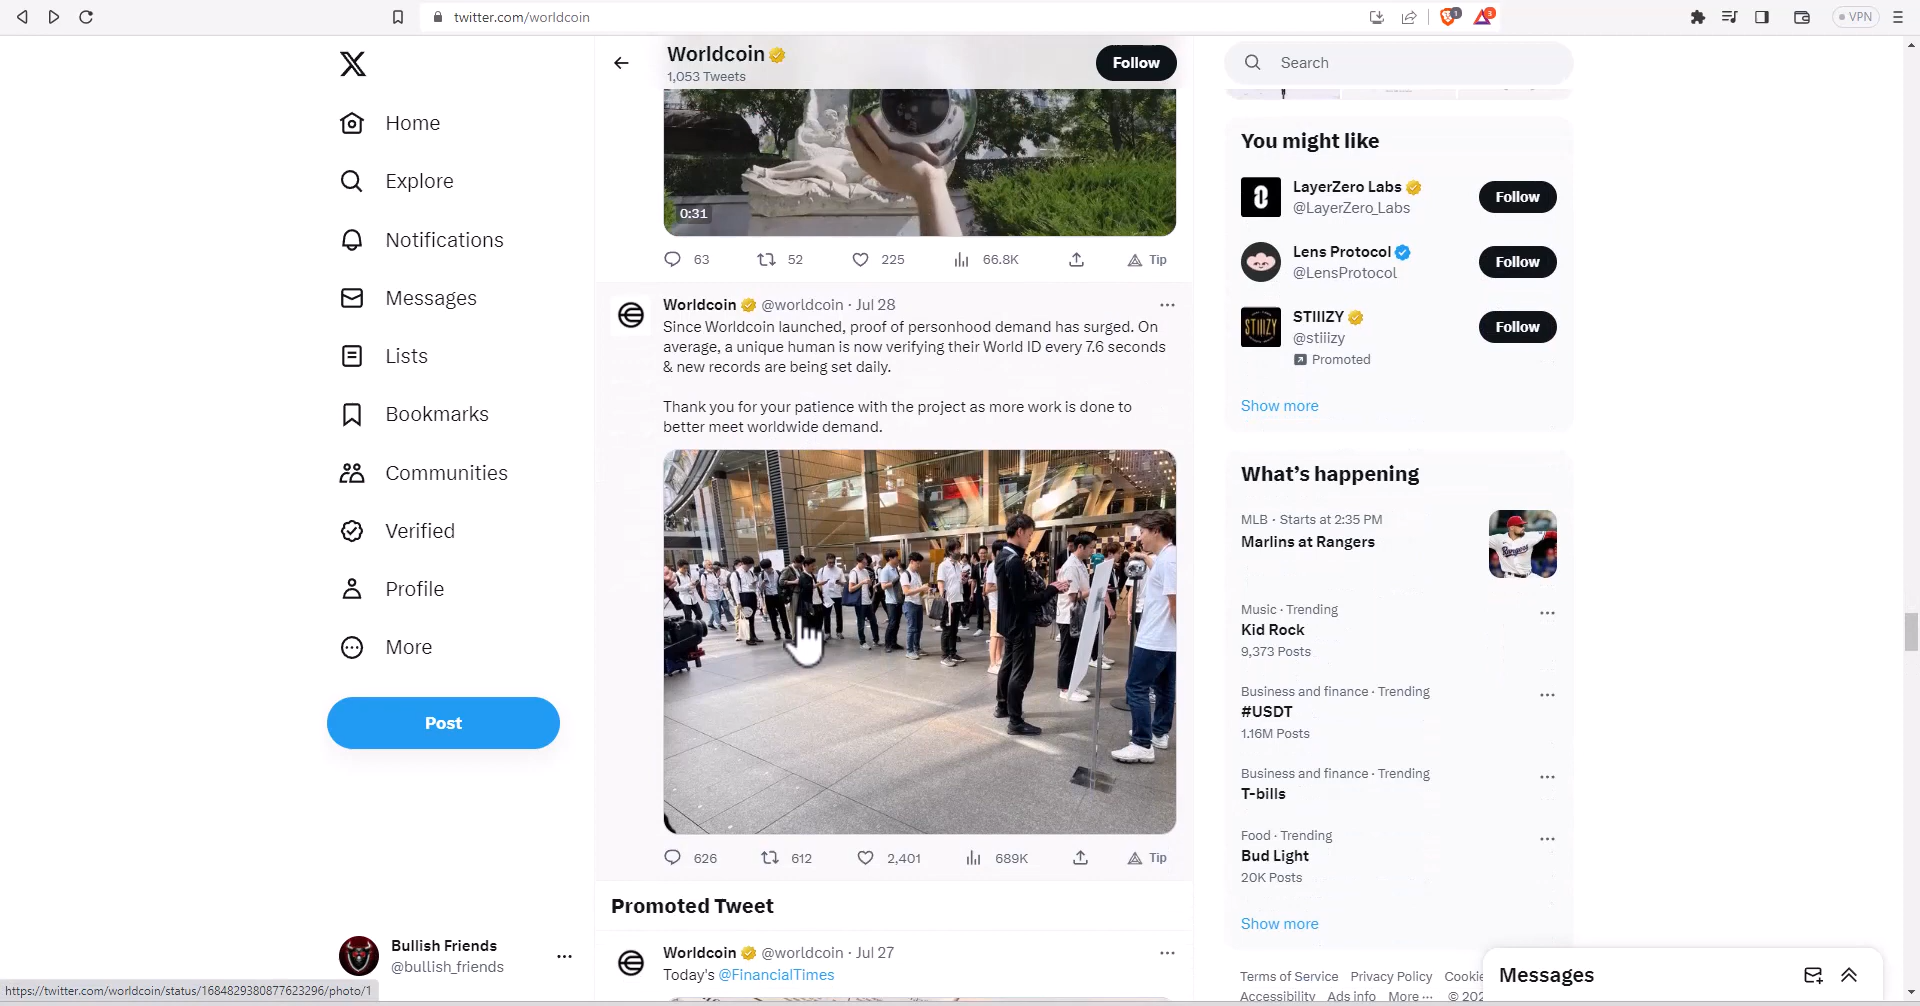 twitter.com/worldcoin
1
3
VPN
Home
Explore
Notifications
Messages
Lists
Bookmarks
Communities
Verified
Profile
More
Post
Bullish Friends
@bullish_friends
https://twitter.com/worldcoin/status/1684829380877623296/photo/1
Worldcoin
1,053 Tweets
Follow
0:31
63
52
225
66.8K
Tip
Worldcoin @worldcoin · Jul 28
Since Worldcoin launched, proof of personhood demand has surged. On
average, a unique human is now verifying their World ID every 7.6 seconds
& new records are being set daily.
Thank you for your patience with the project as more work is done to
better meet worldwide demand.
626
612
2,401
689K
Tip
Promoted Tweet
Worldcoin @worldcoin · Jul 27
Today's @FinancialTimes
Search
You might like
LayerZero Labs
@LayerZero_Labs
Follow
Lens Protocol
@LensProtocol
Follow
STIIIZY
@stiiizy
Promoted
Follow
Show more
What's happening
MLB · Starts at 2:35 PM
Marlins at Rangers
Music · Trending
Kid Rock
9,373 Posts
Business and finance · Trending
#USDT
1.16M Posts
Business and finance · Trending
T-bills
Food · Trending
Bud Light
20K Posts
Show more
Terms of Service Privacy Policy
Accessibility Ads info More ···
Messages